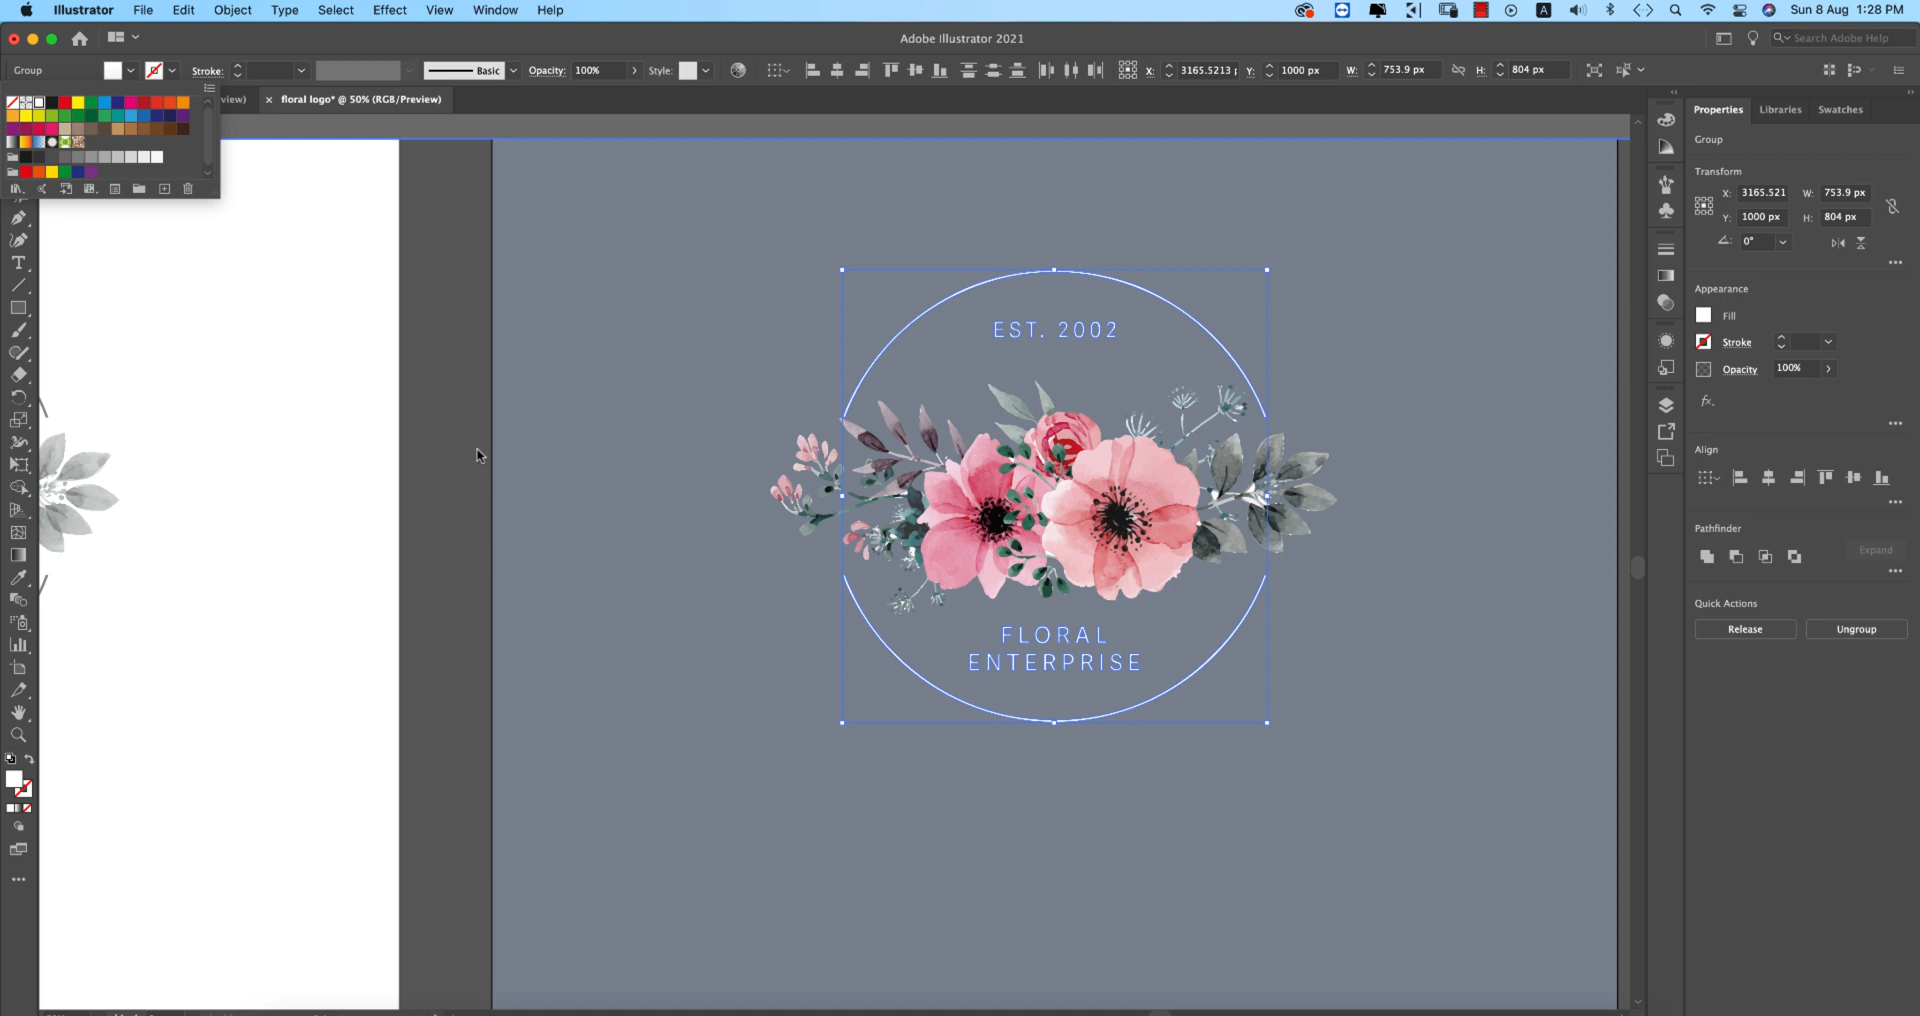 Illustrator File Edit Object Type Select Effect View Window Help
A
Sun 8 Aug 1:28 PM
Adobe Illustrator 2021
Search Adobe Help
Group
Stroke:
Basic
Opacity: 100%
Style:
X: 3165.5213 Y: 1000 px W: 753.9 px H: 804 px
view)
× floral logo* @ 50% (RGB/Preview)
EST. 2002
FLORAL
ENTERPRISE
Properties Libraries Swatches
Group
Transform
X: 3165.521 W: 753.9 px
Y: 1000 px H: 804 px
0°
Appearance
Fill
Stroke
Opacity 100%
fx.
Align
Pathfinder
Expand
Quick Actions
Release Ungroup